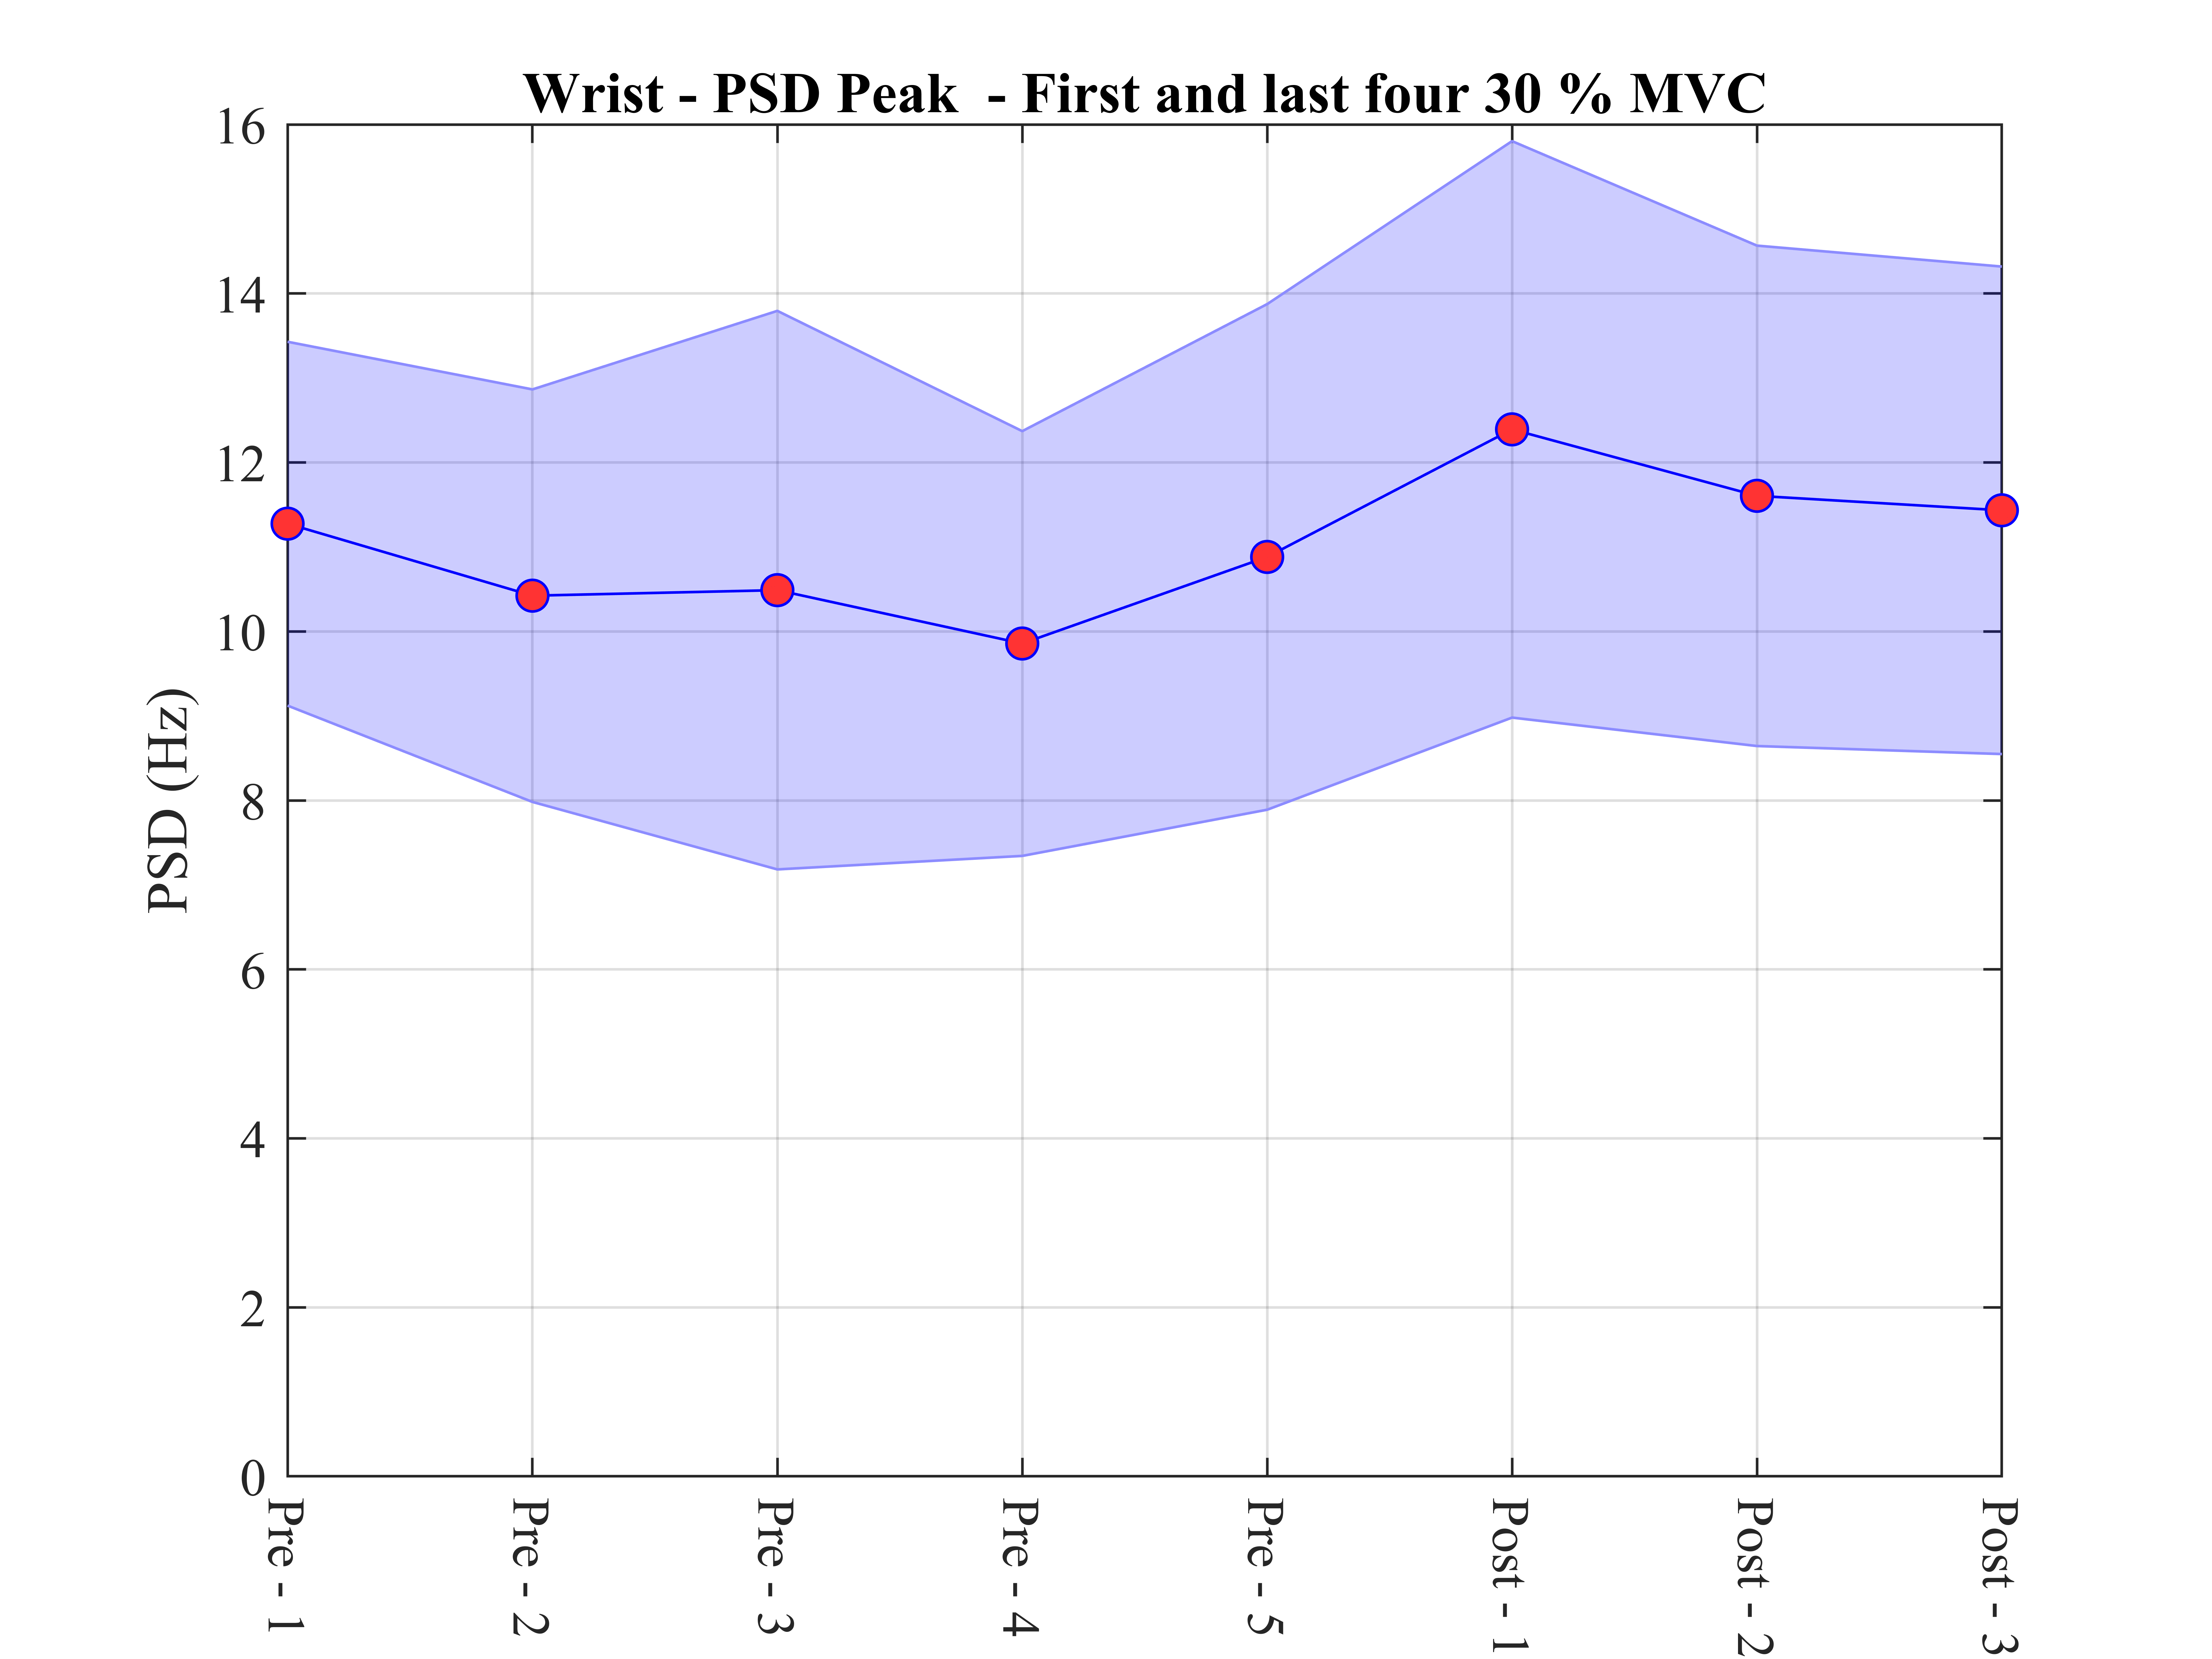 Wrist - PSD Peak - First and last four 30 % MVC
16
14
12
10
8
6
4
2
0
PSD (Hz)
Pre - 1
Pre - 2
Pre - 3
Pre - 4
Pre - 5
Post - 1
Post - 2
Post - 3